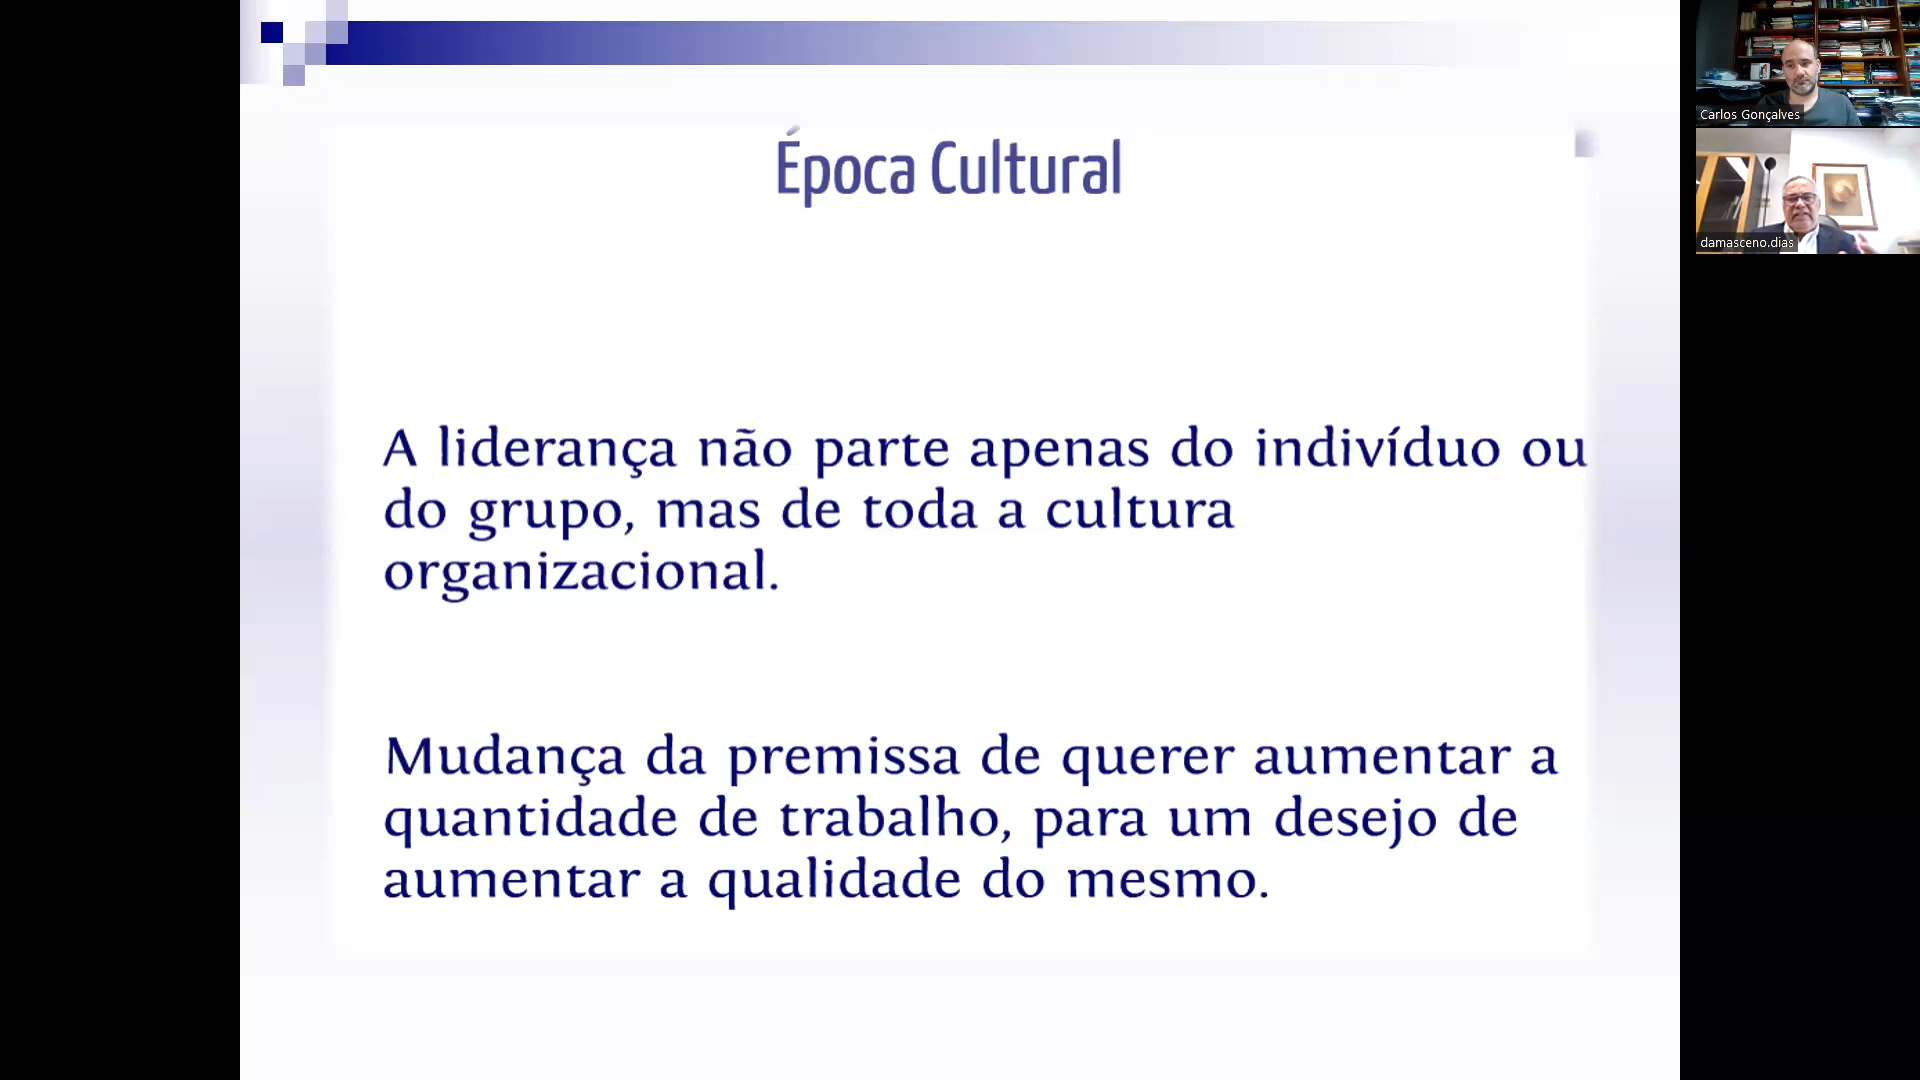 Época Cultural
A liderança não parte apenas do indivíduo ou
do grupo, mas de toda a cultura
organizacional.
Mudança da premissa de querer aumentar a
quantidade de trabalho, para um desejo de
aumentar a qualidade do mesmo.
Carlos Gonçalves
damasceno.dias